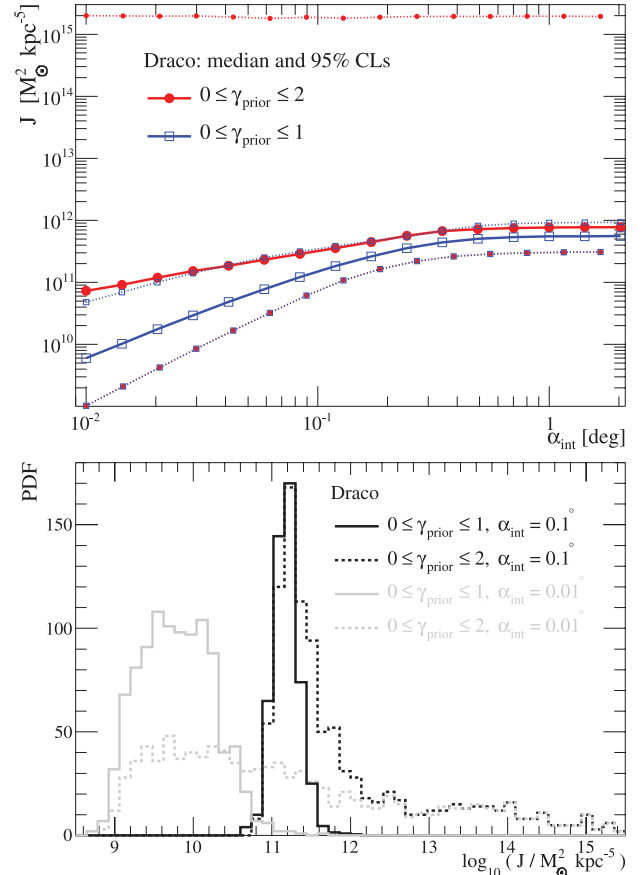 J [M²⊙ kpc⁻⁵]
10¹⁵
10¹⁴
10¹³
10¹²
10¹¹
10¹⁰
Draco: median and 95% CLs
0 ≤ γprior ≤ 2
0 ≤ γprior ≤ 1
10⁻² 10⁻¹ 1
αint [deg]
PDF
150
100
50
0
Draco
0 ≤ γprior ≤ 1, αint = 0.1°
0 ≤ γprior ≤ 2, αint = 0.1°
0 ≤ γprior ≤ 1, αint = 0.01°
0 ≤ γprior ≤ 2, αint = 0.01°
9 10 11 12 13 14 15
log₁₀ (J / M²⊙ kpc⁻⁵)